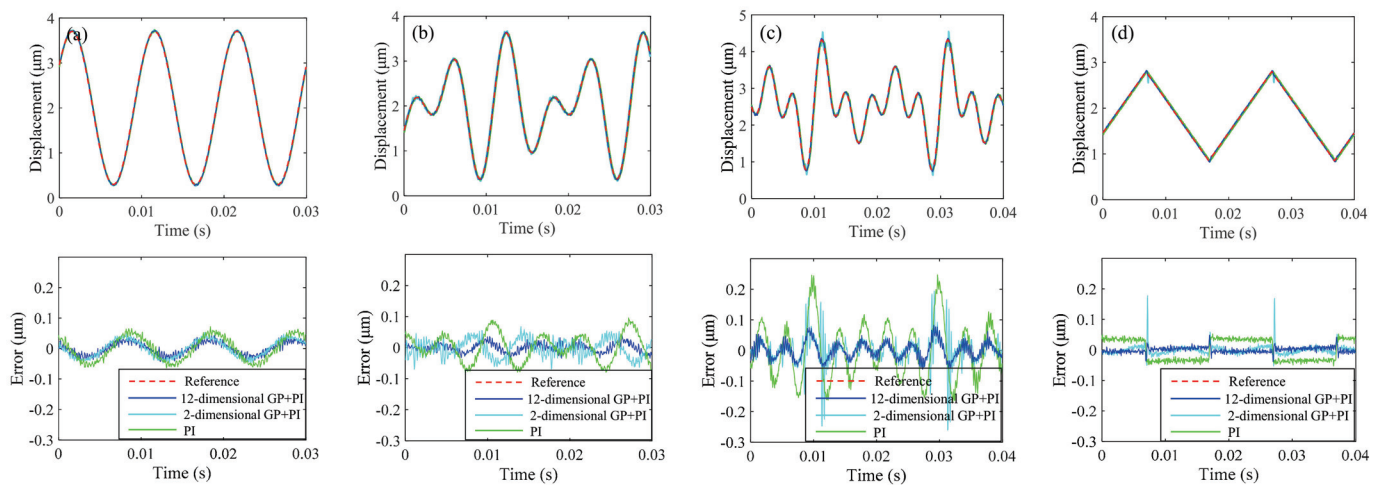 (a)
Displacement (μm)
4
3
2
1
0
0
0.01
0.02
0.03
Time (s)
(b)
Displacement (μm)
4
3
2
1
0
0
0.01
0.02
0.03
Time (s)
(c)
Displacement (μm)
5
4
3
2
1
0
0
0.01
0.02
0.03
0.04
Time (s)
(d)
Displacement (μm)
4
3
2
1
0
0
0.01
0.02
0.03
0.04
Time (s)
Error (μm)
0.2
0.1
0
-0.1
-0.2
-0.3
0
0.01
0.02
0.03
Time (s)
Reference
12-dimensional GP+PI
2-dimensional GP+PI
PI
Error (μm)
0.2
0.1
0
-0.1
-0.2
-0.3
0
0.01
0.02
0.03
Time (s)
Reference
12-dimensional GP+PI
2-dimensional GP+PI
PI
Error (μm)
0.2
0.1
0
-0.1
-0.2
-0.3
0
0.01
0.02
0.03
0.04
Time (s)
Reference
12-dimensional GP+PI
2-dimensional GP+PI
PI
Error (μm)
0.2
0.1
0
-0.1
-0.2
-0.3
0
0.01
0.02
0.03
0.04
Time (s)
Reference
12-dimensional GP+PI
2-dimensional GP+PI
PI